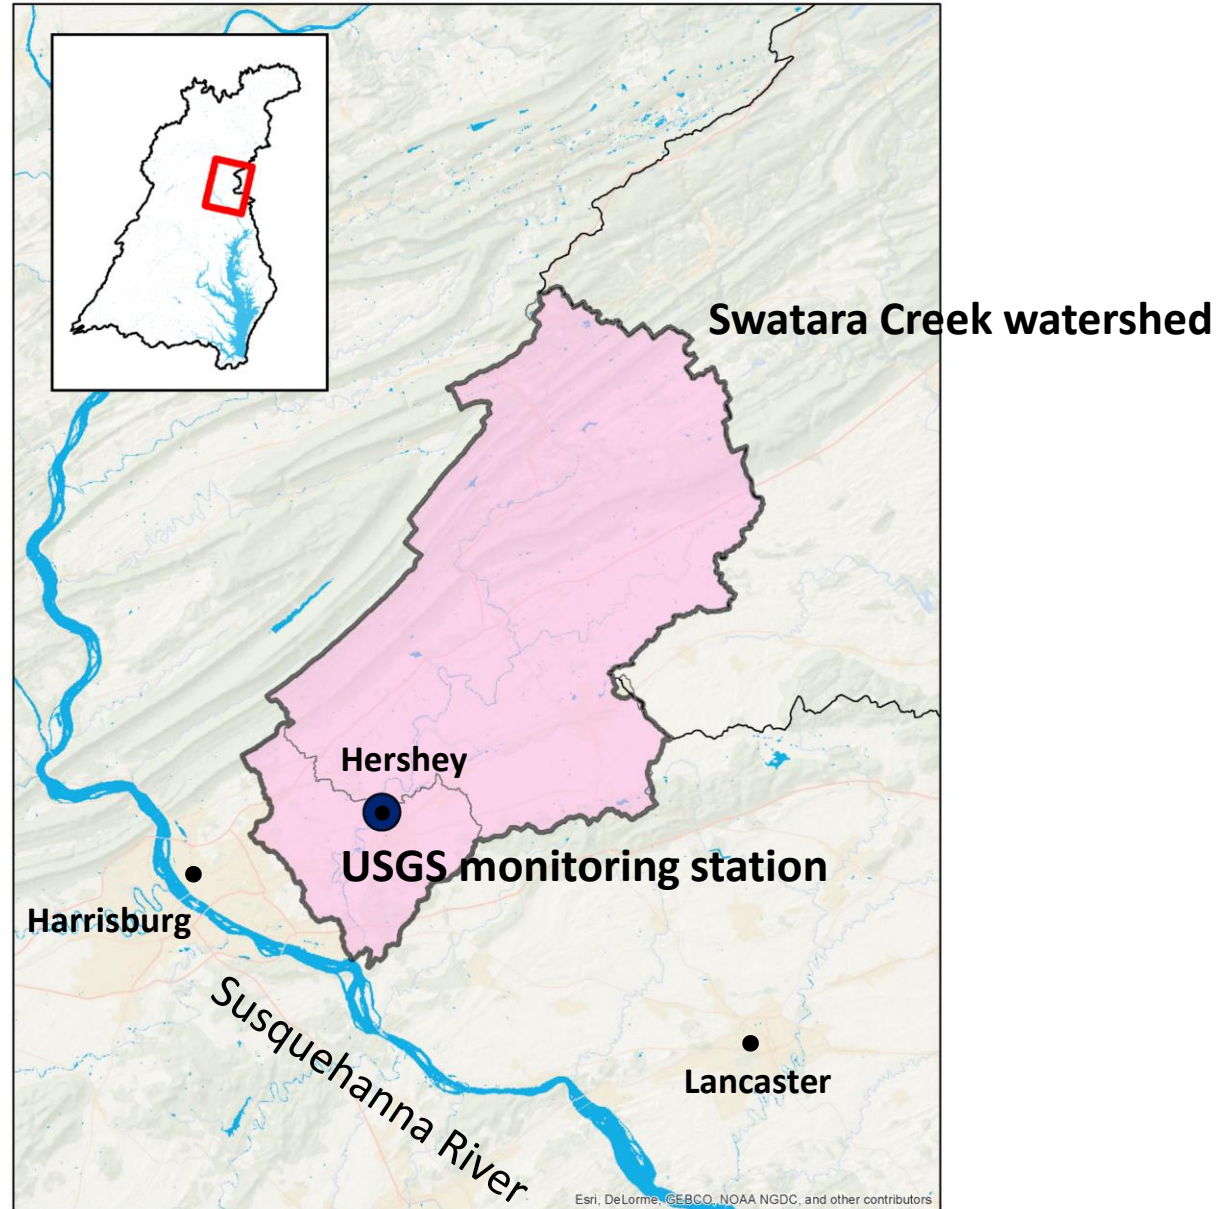 Swatara Creek watershed
Hershey
USGS monitoring station
Harrisburg
Susquehanna River
Lancaster
Esri, DeLorme, GEBCO, NOAA NGDC, and other contributors